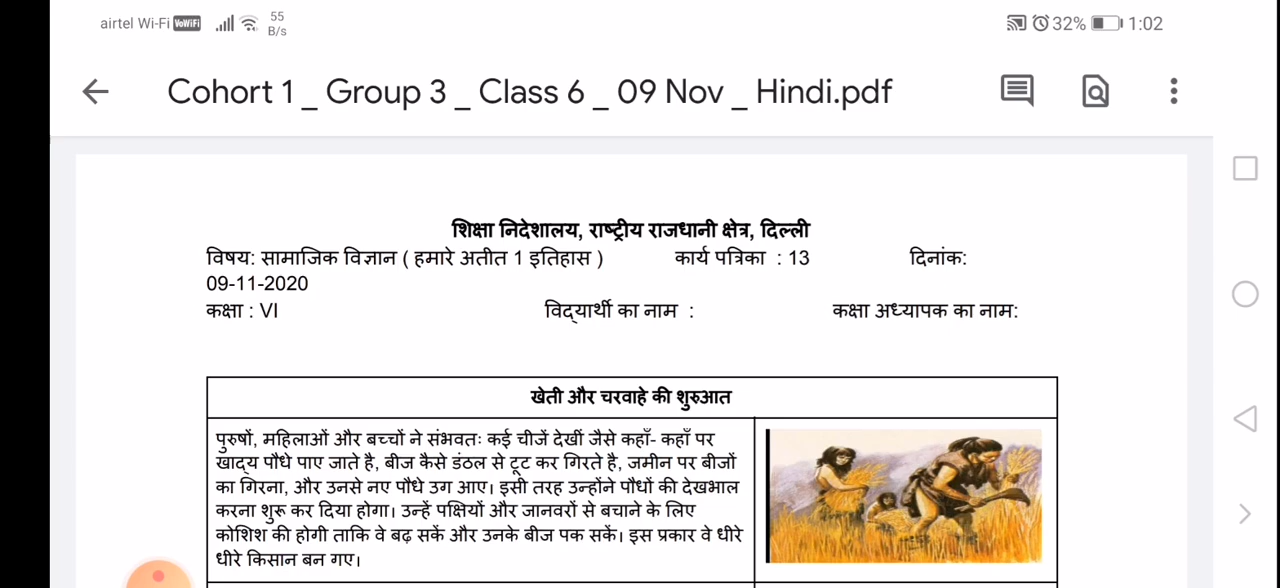 airtel Wi-Fi VoWiFi 55 B/s 32% 1:02
Cohort 1 _ Group 3 _ Class 6 _ 09 Nov _ Hindi.pdf
शिक्षा निदेशालय, राष्ट्रीय राजधानी क्षेत्र, दिल्ली
विषय: सामाजिक विज्ञान ( हमारे अतीत 1 इतिहास ) कार्य पत्रिका : 13 दिनांक:
09-11-2020
कक्षा : VI विद्यार्थी का नाम : कक्षा अध्यापक का नाम:
खेती और चरवाहे की शुरुआत
पुरुषों, महिलाओं और बच्चों ने संभवतः कई चीजें देखीं जैसे कहाँ- कहाँ पर
खाद्य पौधे पाए जाते है, बीज कैसे डंठल से टूट कर गिरते है, जमीन पर बीजों
का गिरना, और उनसे नए पौधे उग आए। इसी तरह उन्होंने पौधों की देखभाल
करना शुरू कर दिया होगा। उन्हें पक्षियों और जानवरों से बचाने के लिए
कोशिश की होगी ताकि वे बढ़ सकें और उनके बीज पक सकें। इस प्रकार वे धीरे
धीरे किसान बन गए।